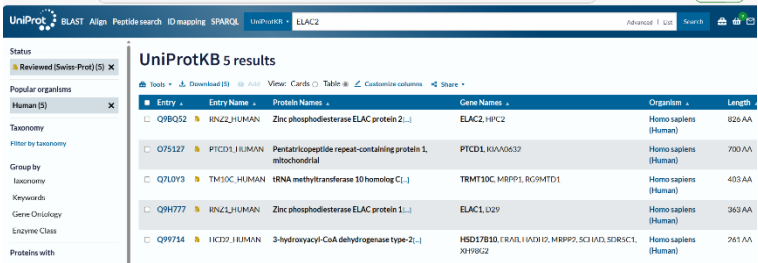 UniProt BLAST Align Peptide search ID mapping SPARQL UniProtKB ELAC2 Advanced | List Search
Status
Reviewed (Swiss-Prot) (5) ✕
Popular organisms
Human (5) ✕
Taxonomy
Filter by taxonomy
Group by
Taxonomy
Keywords
Gene Ontology
Enzyme Class
Proteins with
UniProtKB 5 results
Tools Download (5) Add View: Cards Table Customize columns Share
Entry Entry Name Protein Names Gene Names Organism Length
Q9BQ52 RNZ2_HUMAN Zinc phosphodiesterase ELAC protein 2[...] ELAC2, HPC2 Homo sapiens 826 AA
(Human)
O75127 PTCD1_HUMAN Pentatricopeptide repeat-containing protein 1, PTCD1, KIAA0632 Homo sapiens 700 AA
mitochondrial (Human)
Q7L0Y3 TM10C_HUMAN tRNA methyltransferase 10 homolog C[...] TRMT10C, MRPP1, RG9MTD1 Homo sapiens 403 AA
(Human)
Q9H777 RNZ1_HUMAN Zinc phosphodiesterase ELAC protein 1[...] ELAC1, D29 Homo sapiens 363 AA
(Human)
Q99714 HCD2_HUMAN 3-hydroxyacyl-CoA dehydrogenase type-2[...] HSD17B10, ERAB, HADH2, MRPP2, SCHAD, SDR5C1, Homo sapiens 261 AA
XH98G2 (Human)